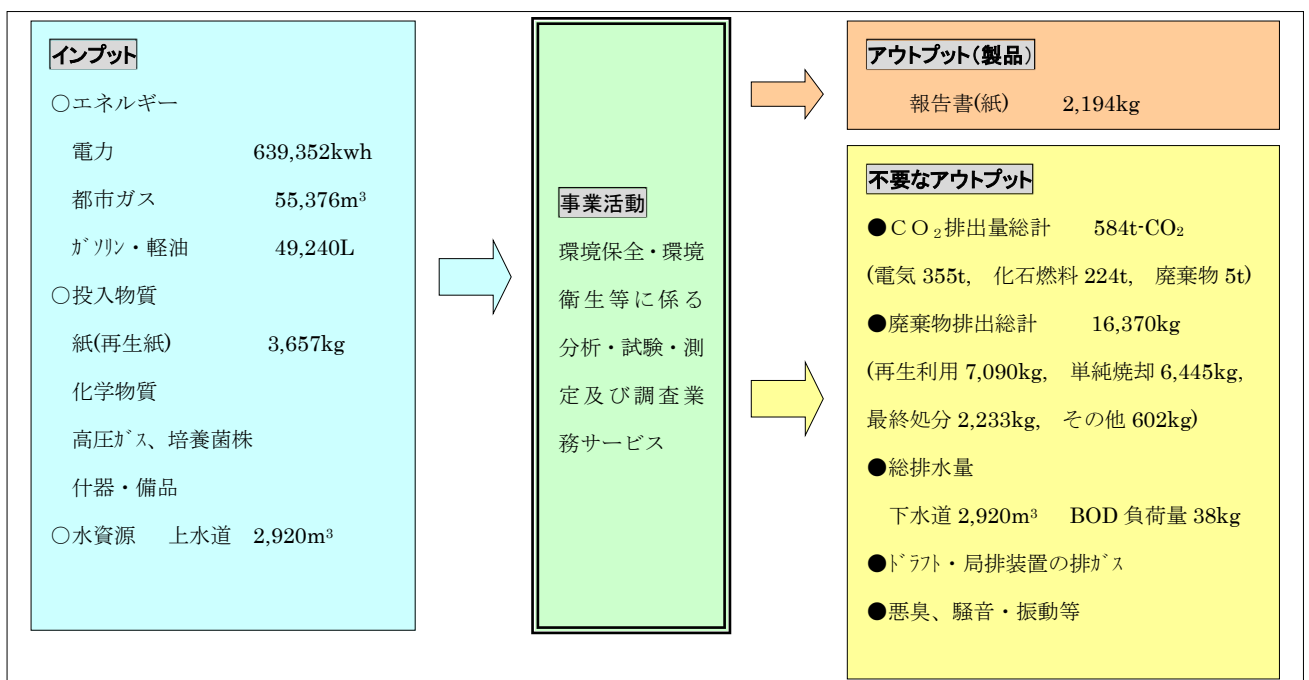 インプット
○エネルギー
電力 639,352kwh
都市ガス 55,376m³
ｶﾞｿﾘﾝ・軽油 49,240L
○投入物質
紙(再生紙) 3,657kg
化学物質
高圧ｶﾞｽ、培養菌株
什器・備品
○水資源 上水道 2,920m³
事業活動
環境保全・環境
衛生等に係る
分析・試験・測
定及び調査業
務サービス
アウトプット(製品)
報告書(紙) 2,194kg
不要なアウトプット
●ＣＯ₂排出量総計 584t-CO₂
(電気 355t, 化石燃料 224t, 廃棄物 5t)
●廃棄物排出総計 16,370kg
(再生利用 7,090kg, 単純焼却 6,445kg,
最終処分 2,233kg, その他 602kg)
●総排水量
下水道 2,920m³ BOD 負荷量 38kg
●ﾄﾞﾗﾌﾄ・局排装置の排ｶﾞｽ
●悪臭、騒音・振動等